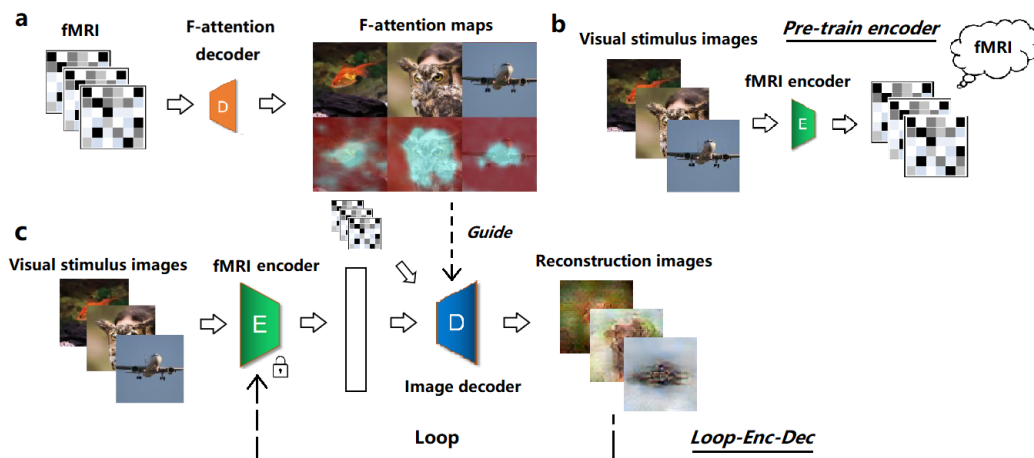 a
fMRI
F-attention
decoder
D
F-attention maps
b
Visual stimulus images
Pre-train encoder
fMRI
fMRI encoder
E
c
Visual stimulus images
fMRI encoder
E
Guide
D
Image decoder
Reconstruction images
Loop
Loop-Enc-Dec